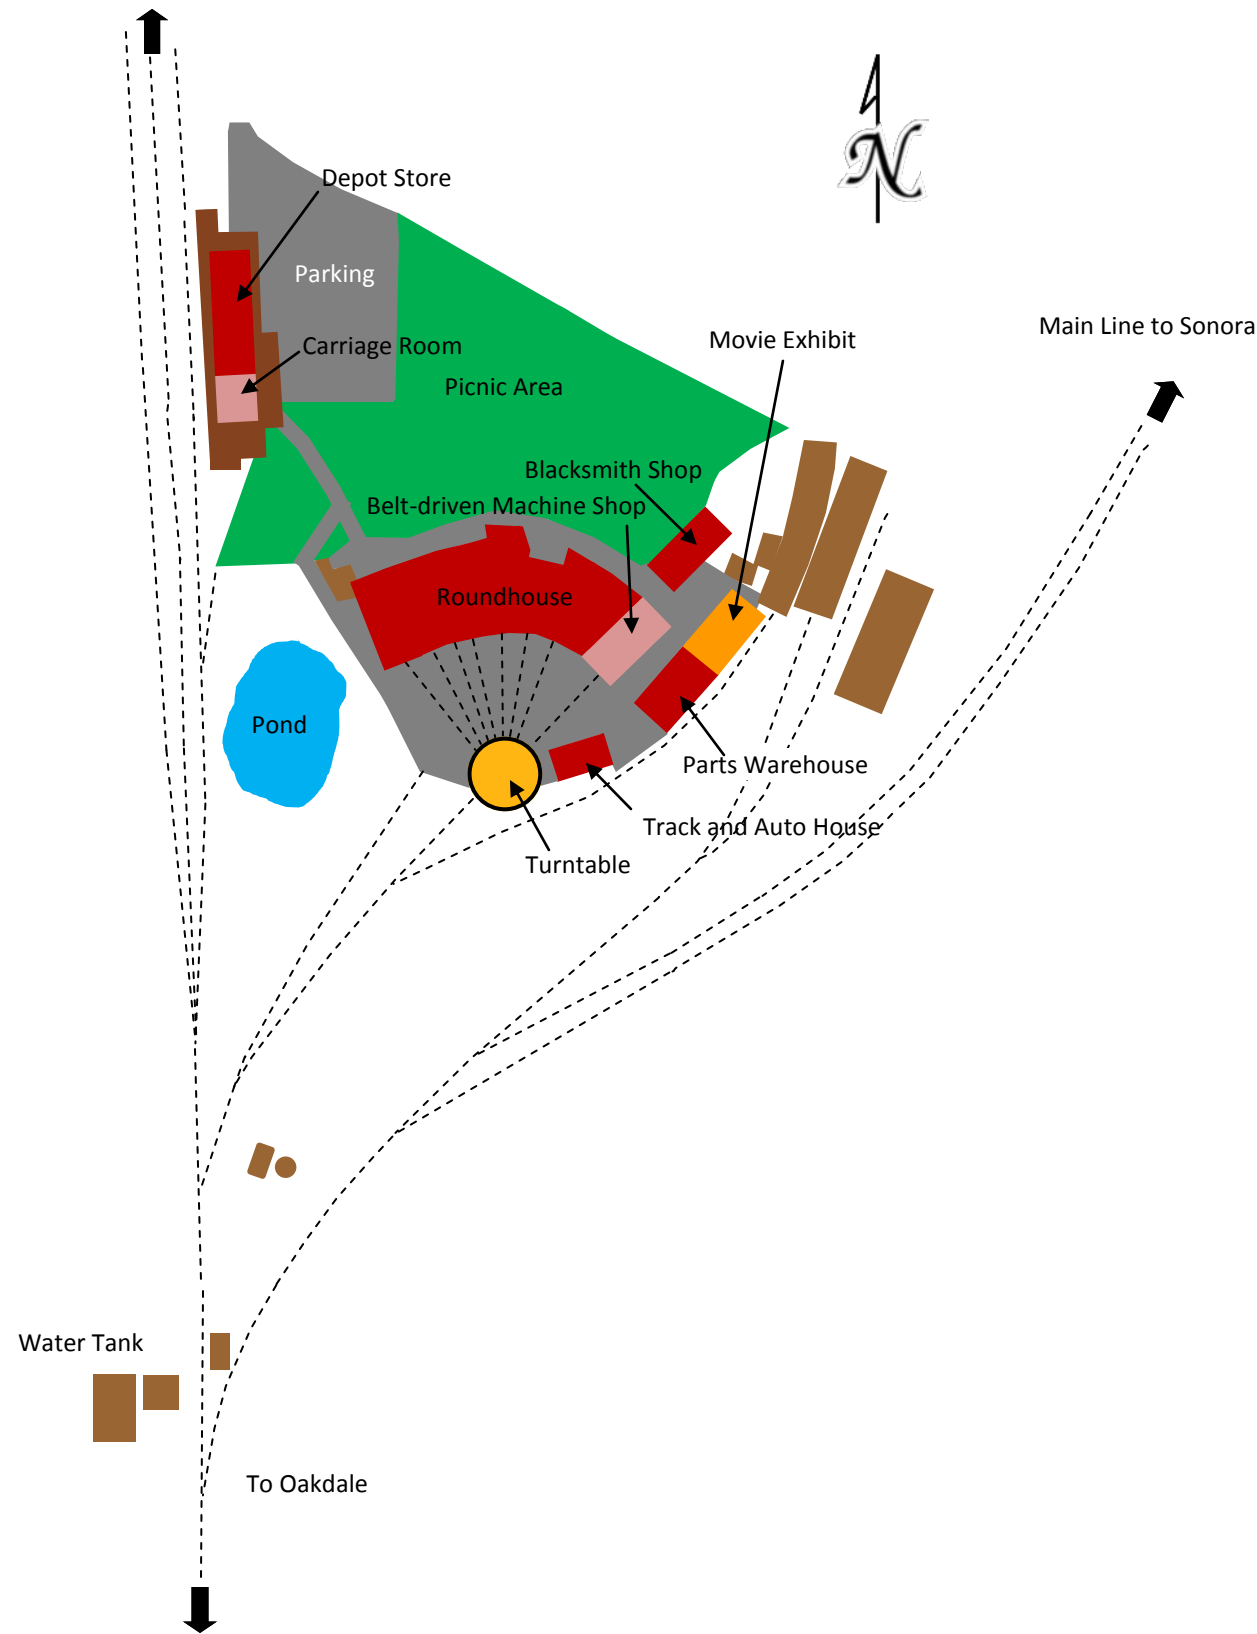 N
Depot Store
Parking
Main Line to Sonora
Movie Exhibit
Carriage Room
Picnic Area
Blacksmith Shop
Belt-driven Machine Shop
Roundhouse
Pond
Parts Warehouse
Track and Auto House
Turntable
Water Tank
To Oakdale